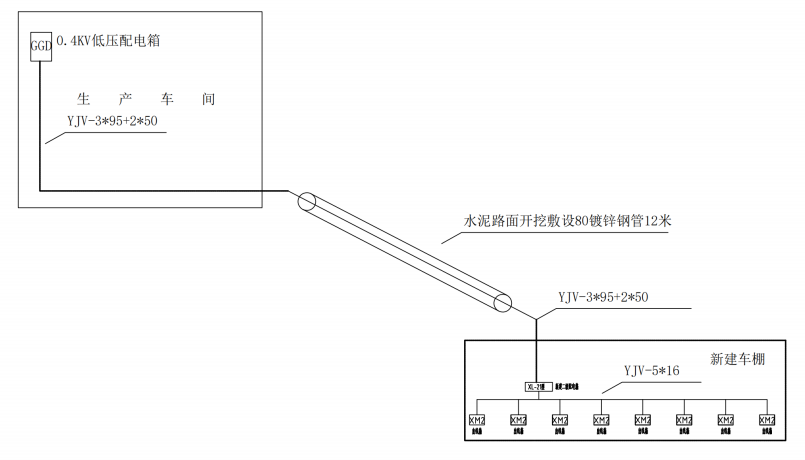 GGD
0.4KV低压配电箱
生 产 车 间
YJV-3*95+2*50
水泥路面开挖敷设80镀锌钢管12米
YJV-3*95+2*50
新建车棚
YJV-5*16
XL-21
XM2 XM2 XM2 XM2 XM2 XM2 XM2 XM2